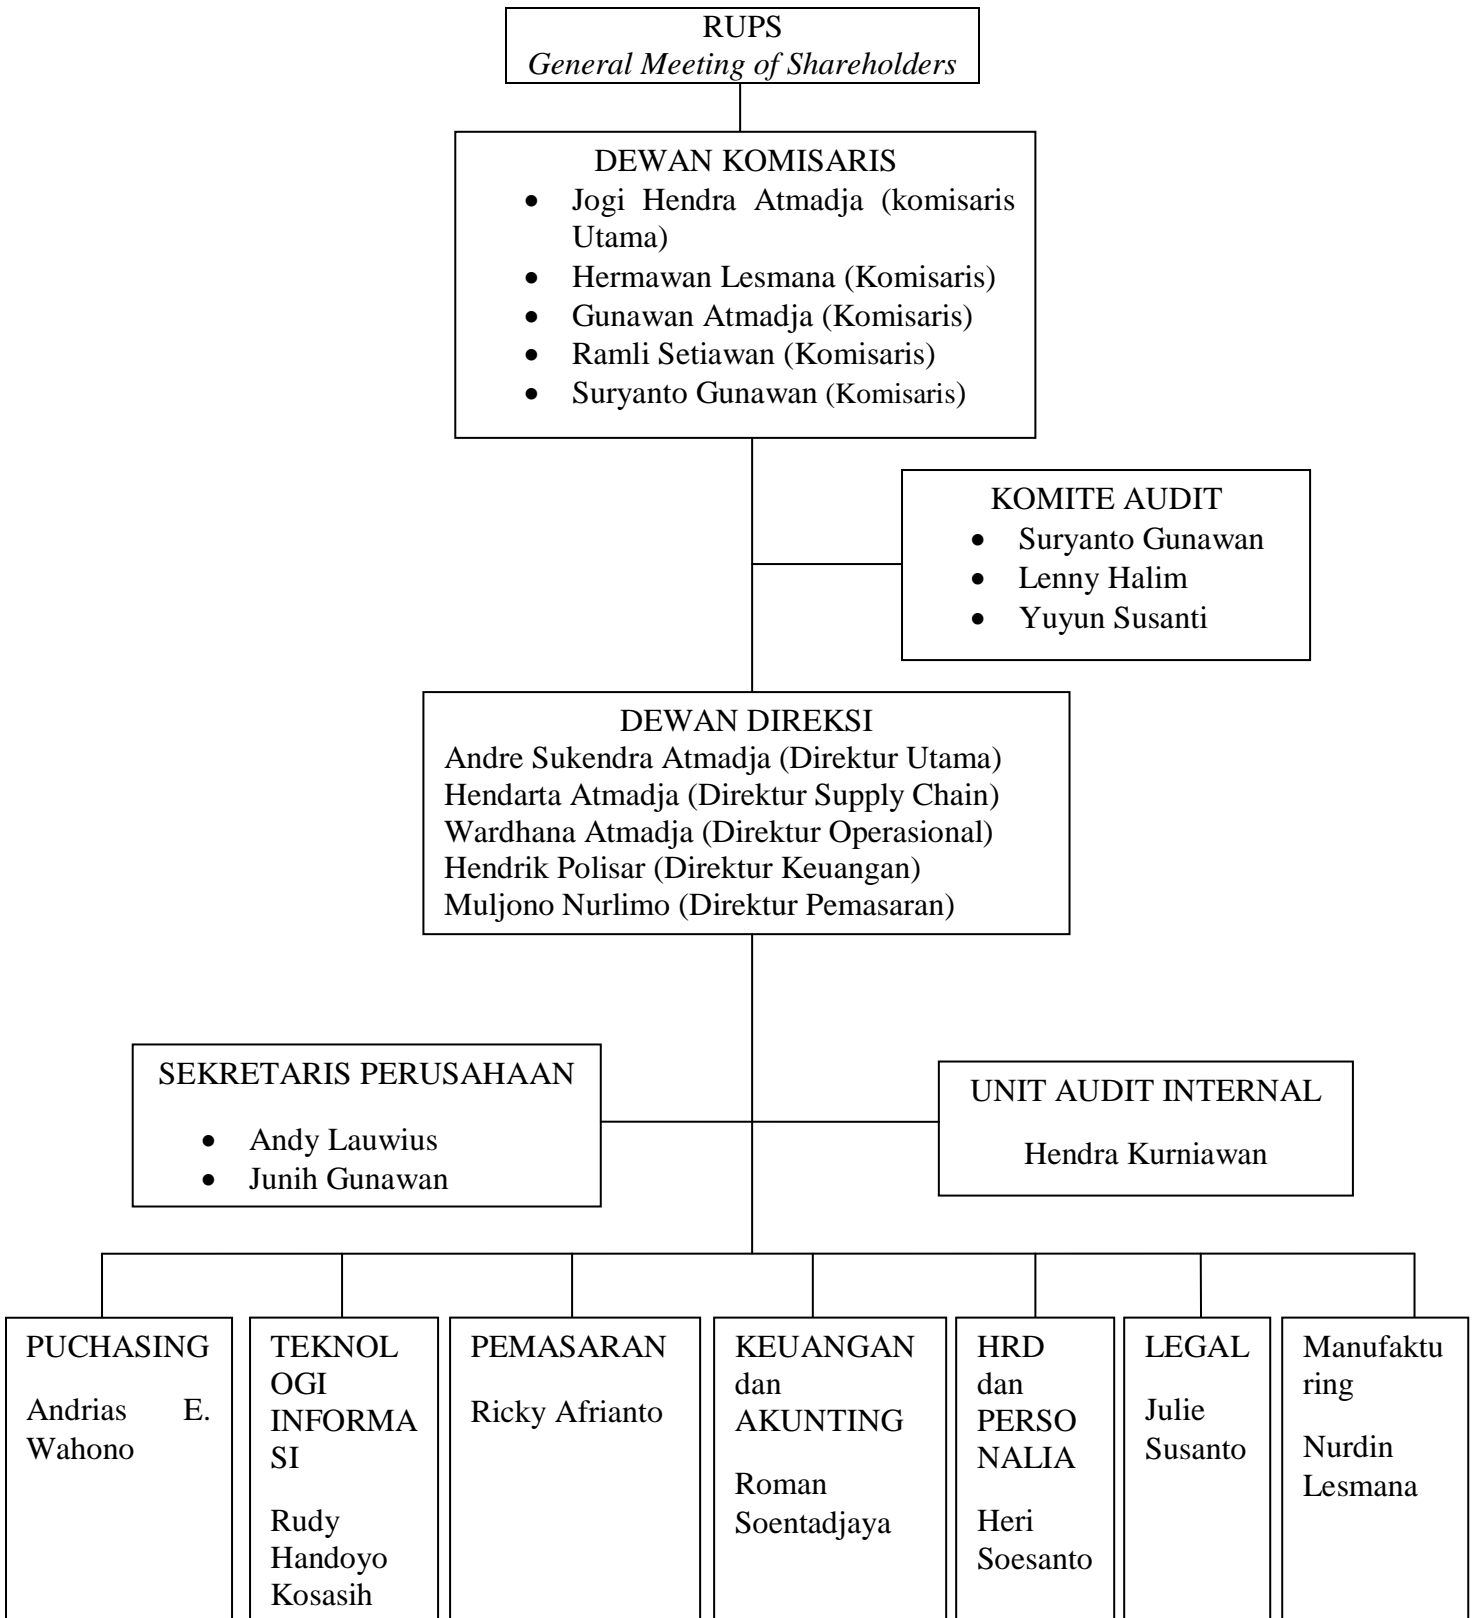 RUPS
General Meeting of Shareholders
DEWAN KOMISARIS
• Jogi Hendra Atmadja (komisaris
Utama)
• Hermawan Lesmana (Komisaris)
• Gunawan Atmadja (Komisaris)
• Ramli Setiawan (Komisaris)
• Suryanto Gunawan (Komisaris)
KOMITE AUDIT
• Suryanto Gunawan
• Lenny Halim
• Yuyun Susanti
DEWAN DIREKSI
Andre Sukendra Atmadja (Direktur Utama)
Hendarta Atmadja (Direktur Supply Chain)
Wardhana Atmadja (Direktur Operasional)
Hendrik Polisar (Direktur Keuangan)
Muljono Nurlimo (Direktur Pemasaran)
SEKRETARIS PERUSAHAAN
• Andy Lauwius
• Junih Gunawan
UNIT AUDIT INTERNAL
Hendra Kurniawan
PUCHASING
Andrias E.
Wahono
TEKNOL
OGI
INFORMA
SI
Rudy
Handoyo
Kosasih
PEMASARAN
Ricky Afrianto
KEUANGAN
dan
AKUNTING
Roman
Soentadjaya
HRD
dan
PERSO
NALIA
Heri
Soesanto
LEGAL
Julie
Susanto
Manufaktu
ring
Nurdin
Lesmana